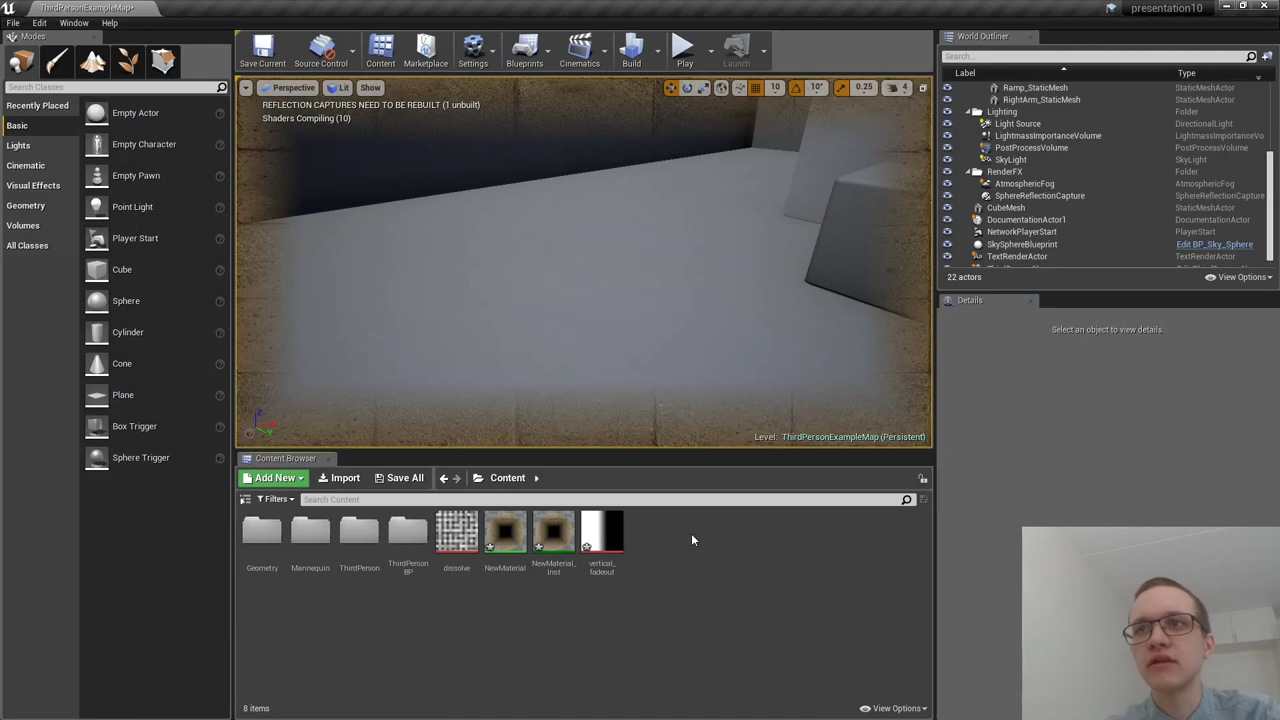 ThirdPersonExampleMap*
presentation10
File Edit Window Help
Modes
Search Classes
Recently Placed
Basic
Lights
Cinematic
Visual Effects
Geometry
Volumes
All Classes
Empty Actor
Empty Character
Empty Pawn
Point Light
Player Start
Cube
Sphere
Cylinder
Cone
Plane
Box Trigger
Sphere Trigger
Save Current Source Control Content Marketplace Settings Blueprints Cinematics Build Play Launch
Perspective Lit Show 10 10° 0.25 4
REFLECTION CAPTURES NEED TO BE REBUILT (1 unbuilt)
Shaders Compiling (10)
Level: ThirdPersonExampleMap (Persistent)
Content Browser
Add New Import Save All Content
Filters Search Content
Geometry
Mannequin
ThirdPerson
ThirdPerson
BP
dissolve
NewMaterial
NewMaterial_
Inst
vertical_
fadeout
8 items
View Options
World Outliner
Search...
Label Type
Ramp_StaticMesh StaticMeshActor
RightArm_StaticMesh StaticMeshActor
Lighting Folder
Light Source DirectionalLight
LightmassImportanceVolume LightmassImportanceVo
PostProcessVolume PostProcessVolume
SkyLight SkyLight
RenderFX Folder
AtmosphericFog AtmosphericFog
SphereReflectionCapture SphereReflectionCapture
CubeMesh StaticMeshActor
DocumentationActor1 DocumentationActor
NetworkPlayerStart PlayerStart
SkySphereBlueprint Edit BP_Sky_Sphere
TextRenderActor TextRenderActor
22 actors View Options
Details
Select an object to view details.